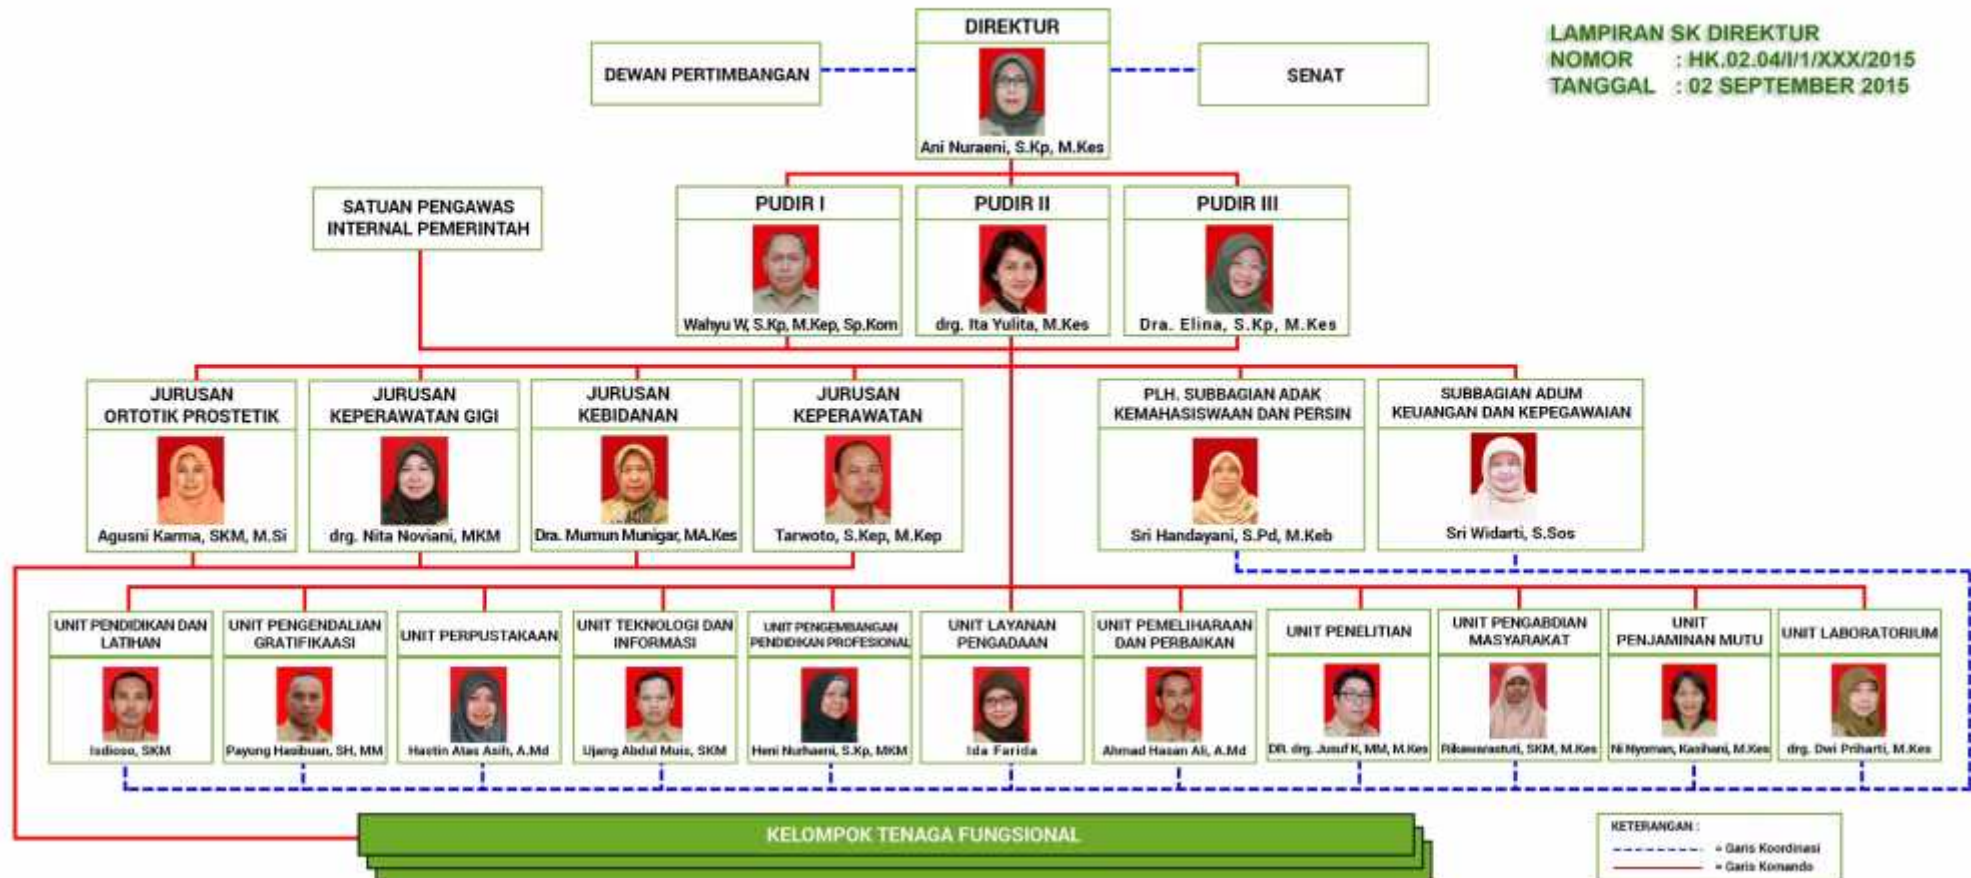 DIREKTUR
Ani Nuraeni, S.Kp, M.Kes
DEWAN PERTIMBANGAN
SENAT
LAMPIRAN SK DIREKTUR
NOMOR : HK.02.04/I/1/XXX/2015
TANGGAL : 02 SEPTEMBER 2015
SATUAN PENGAWAS
INTERNAL PEMERINTAH
PUDIR I
Wahyu W, S.Kp, M.Kep, Sp.Kom
PUDIR II
drg. Ita Yulita, M.Kes
PUDIR III
Dra. Elina, S.Kp, M.Kes
JURUSAN
ORTOTIK PROSTETIK
Agusni Karma, SKM, M.Si
JURUSAN
KEPERAWATAN GIGI
drg. Nita Noviani, MKM
JURUSAN
KEBIDANAN
Dra. Mumun Munigar, MA.Kes
JURUSAN
KEPERAWATAN
Tarwoto, S.Kep, M.Kep
PLH. SUBBAGIAN ADAK
KEMAHASISWAAN DAN PERSIN
Sri Handayani, S.Pd, M.Keb
SUBBAGIAN ADUM
KEUANGAN DAN KEPEGAWAIAN
Sri Widarti, S.Sos
UNIT PENDIDIKAN DAN
LATIHAN
Isdioso, SKM
UNIT PENGENDALIAN
GRATIFIKAASI
Payung Hasibuan, SH, MM
UNIT PERPUSTAKAAN
Hastin Atas Asih, A.Md
UNIT TEKNOLOGI DAN
INFORMASI
Ujang Abdul Muis, SKM
UNIT PENGEMBANGAN
PENDIDIKAN PROFESIONAL
Heni Nurhaeni, S.Kp, MKM
UNIT LAYANAN
PENGADAAN
Ida Farida
UNIT PEMELIHARAAN
DAN PERBAIKAN
Ahmad Hasan Ali, A.Md
UNIT PENELITIAN
DR. drg. Jusuf K, MM, M.Kes
UNIT PENGABDIAN
MASYARAKAT
Rikawarastuti, SKM, M.Kes
UNIT
PENJAMINAN MUTU
Ni Nyoman, Kasihani, M.Kes
UNIT LABORATORIUM
drg. Dwi Priharti, M.Kes
KELOMPOK TENAGA FUNGSIONAL
KETERANGAN :
= Garis Koordinasi
= Garis Komando